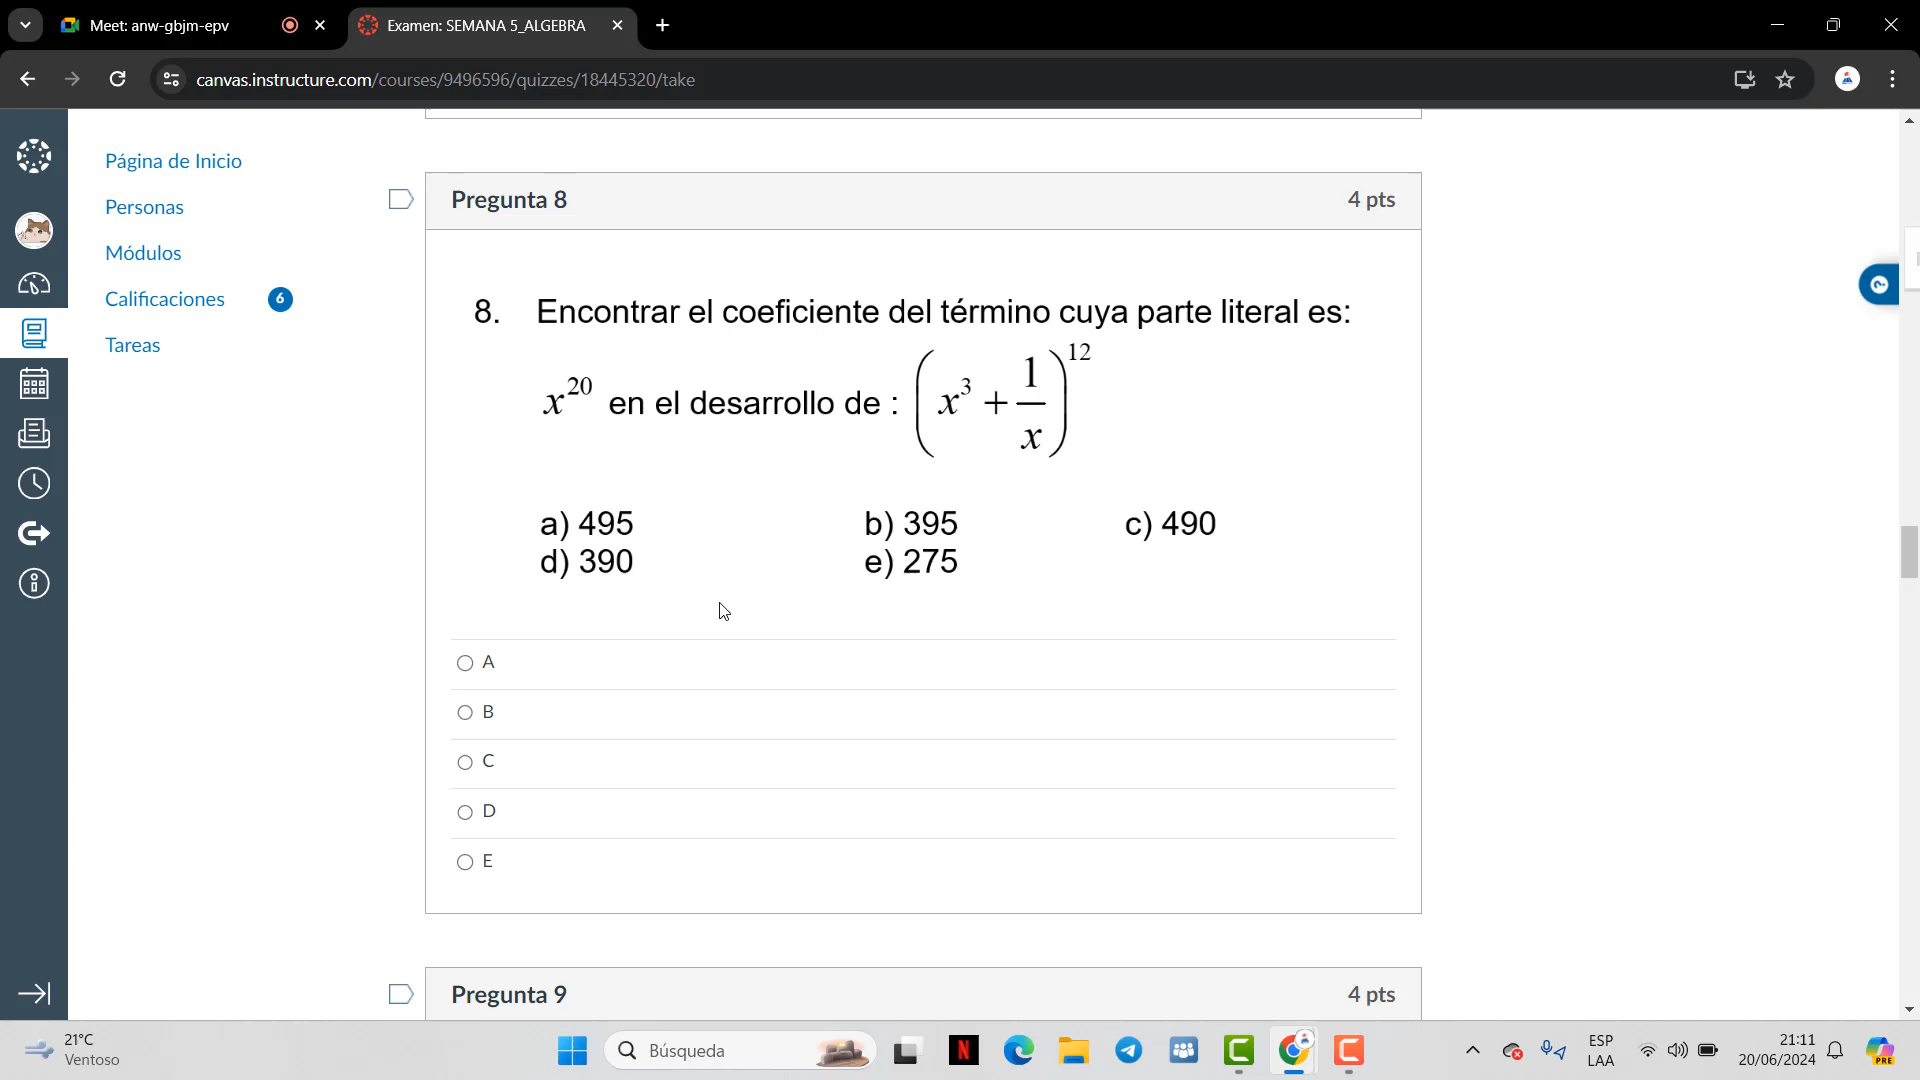 Meet: anw-gbjm-epv
Examen: SEMANA 5_ALGEBRA
canvas.instructure.com/courses/9496596/quizzes/18445320/take
Página de Inicio
Personas
Módulos
Calificaciones 6
Tareas
Pregunta 8 4 pts
8. Encontrar el coeficiente del término cuya parte literal es:
x^20 en el desarrollo de : (x^3 + 1/x)^12
a) 495 b) 395 c) 490
d) 390 e) 275
A
B
C
D
E
Pregunta 9 4 pts
21°C
Ventoso
Búsqueda
N
PRE
ESP
LAA
21:11
20/06/2024